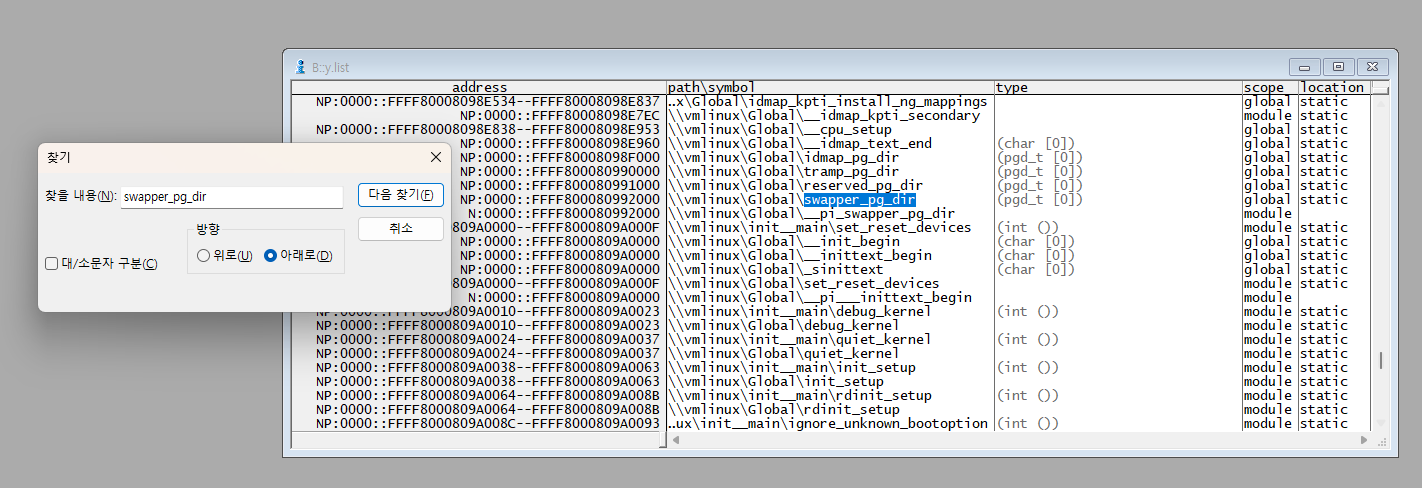 B::y.list
address path\symbol type scope location
NP:0000::FFFF80008098E534--FFFF80008098E837 ..x\Global\idmap_kpti_install_ng_mappings global static
NP:0000::FFFF80008098E7EC \\vmlinux\Global\__idmap_kpti_secondary module static
NP:0000::FFFF80008098E838--FFFF80008098E953 \\vmlinux\Global\__cpu_setup global static
NP:0000::FFFF80008098E960 \\vmlinux\Global\__idmap_text_end (char [0]) global static
NP:0000::FFFF80008098F000 \\vmlinux\Global\idmap_pg_dir (pgd_t [0]) global static
NP:0000::FFFF800080990000 \\vmlinux\Global\tramp_pg_dir (pgd_t [0]) global static
NP:0000::FFFF800080991000 \\vmlinux\Global\reserved_pg_dir (pgd_t [0]) global static
NP:0000::FFFF800080992000 \\vmlinux\Global\swapper_pg_dir (pgd_t [0]) global static
N:0000::FFFF800080992000 \\vmlinux\Global\__pi_swapper_pg_dir module
0809A0000--FFFF8000809A000F \\vmlinux\init__main\set_reset_devices (int ()) module static
NP:0000::FFFF8000809A0000 \\vmlinux\Global\__init_begin (char [0]) global static
NP:0000::FFFF8000809A0000 \\vmlinux\Global\__inittext_begin (char [0]) global static
NP:0000::FFFF8000809A0000 \\vmlinux\Global\_sinittext (char [0]) global static
0809A0000--FFFF8000809A000F \\vmlinux\Global\set_reset_devices module static
N:0000::FFFF8000809A0000 \\vmlinux\Global\__pi___inittext_begin module
NP:0000::FFFF8000809A0010--FFFF8000809A0023 \\vmlinux\init__main\debug_kernel (int ()) module static
NP:0000::FFFF8000809A0010--FFFF8000809A0023 \\vmlinux\Global\debug_kernel module static
NP:0000::FFFF8000809A0024--FFFF8000809A0037 \\vmlinux\init__main\quiet_kernel (int ()) module static
NP:0000::FFFF8000809A0024--FFFF8000809A0037 \\vmlinux\Global\quiet_kernel module static
NP:0000::FFFF8000809A0038--FFFF8000809A0063 \\vmlinux\init__main\init_setup (int ()) module static
NP:0000::FFFF8000809A0038--FFFF8000809A0063 \\vmlinux\Global\init_setup module static
NP:0000::FFFF8000809A0064--FFFF8000809A008B \\vmlinux\init__main\rdinit_setup (int ()) module static
NP:0000::FFFF8000809A0064--FFFF8000809A008B \\vmlinux\Global\rdinit_setup module static
NP:0000::FFFF8000809A008C--FFFF8000809A0093 ..ux\init__main\ignore_unknown_bootoption (int ()) module static
찾기
찾을 내용(N): swapper_pg_dir 다음 찾기(F)
방향 취소
위로(U) 아래로(D)
대/소문자 구분(C)